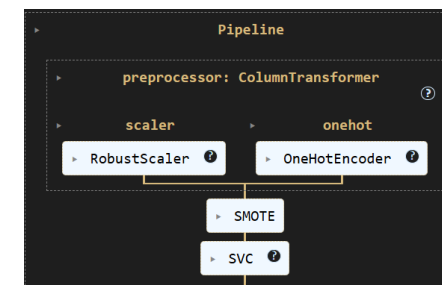 Pipeline
preprocessor: ColumnTransformer
?
scaler onehot
RobustScaler ? OneHotEncoder ?
SMOTE
SVC ?